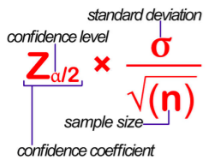 standard deviation
confidence level
Zα/2 × σ
√(n)
sample size
confidence coefficient